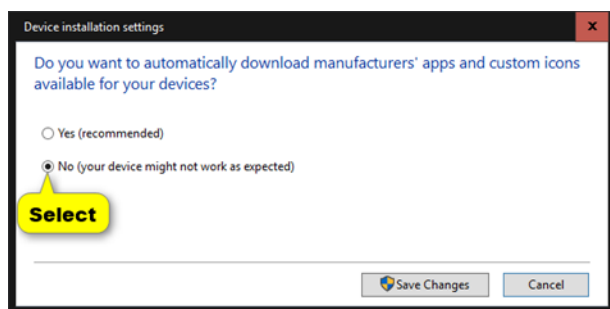 Device installation settings
x
Do you want to automatically download manufacturers' apps and custom icons
available for your devices?
Yes (recommended)
No (your device might not work as expected)
Select
Save Changes
Cancel